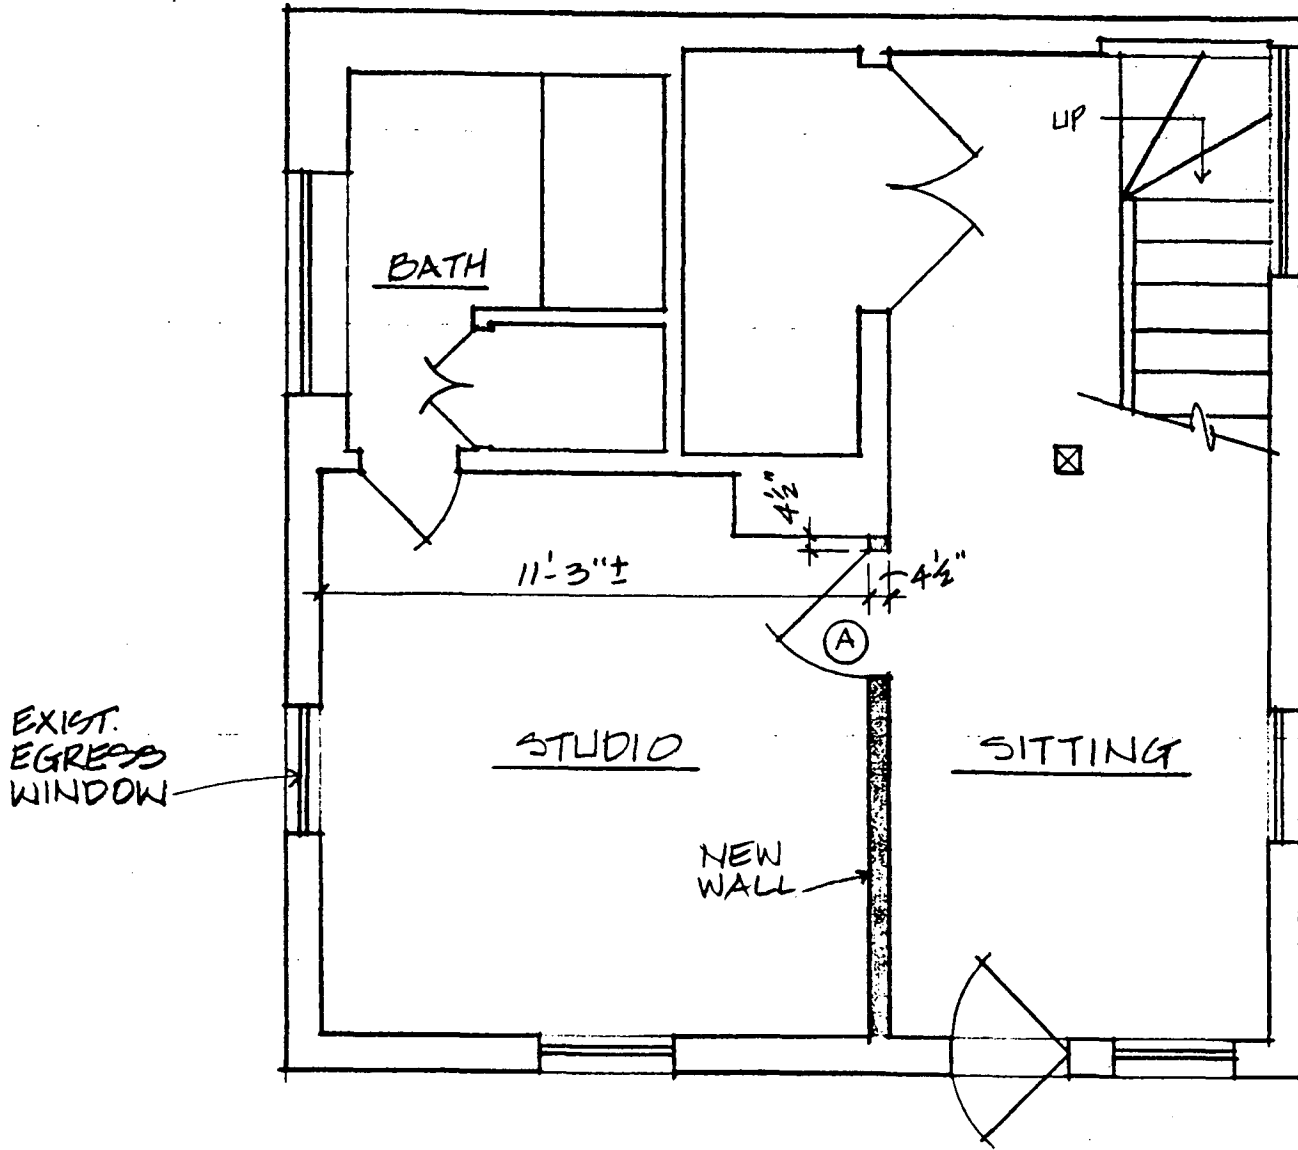 UP
BATH
4½"
11'-3"±
4½"
A
EXIST.
EGRESS
WINDOW
STUDIO
SITTING
NEW
WALL